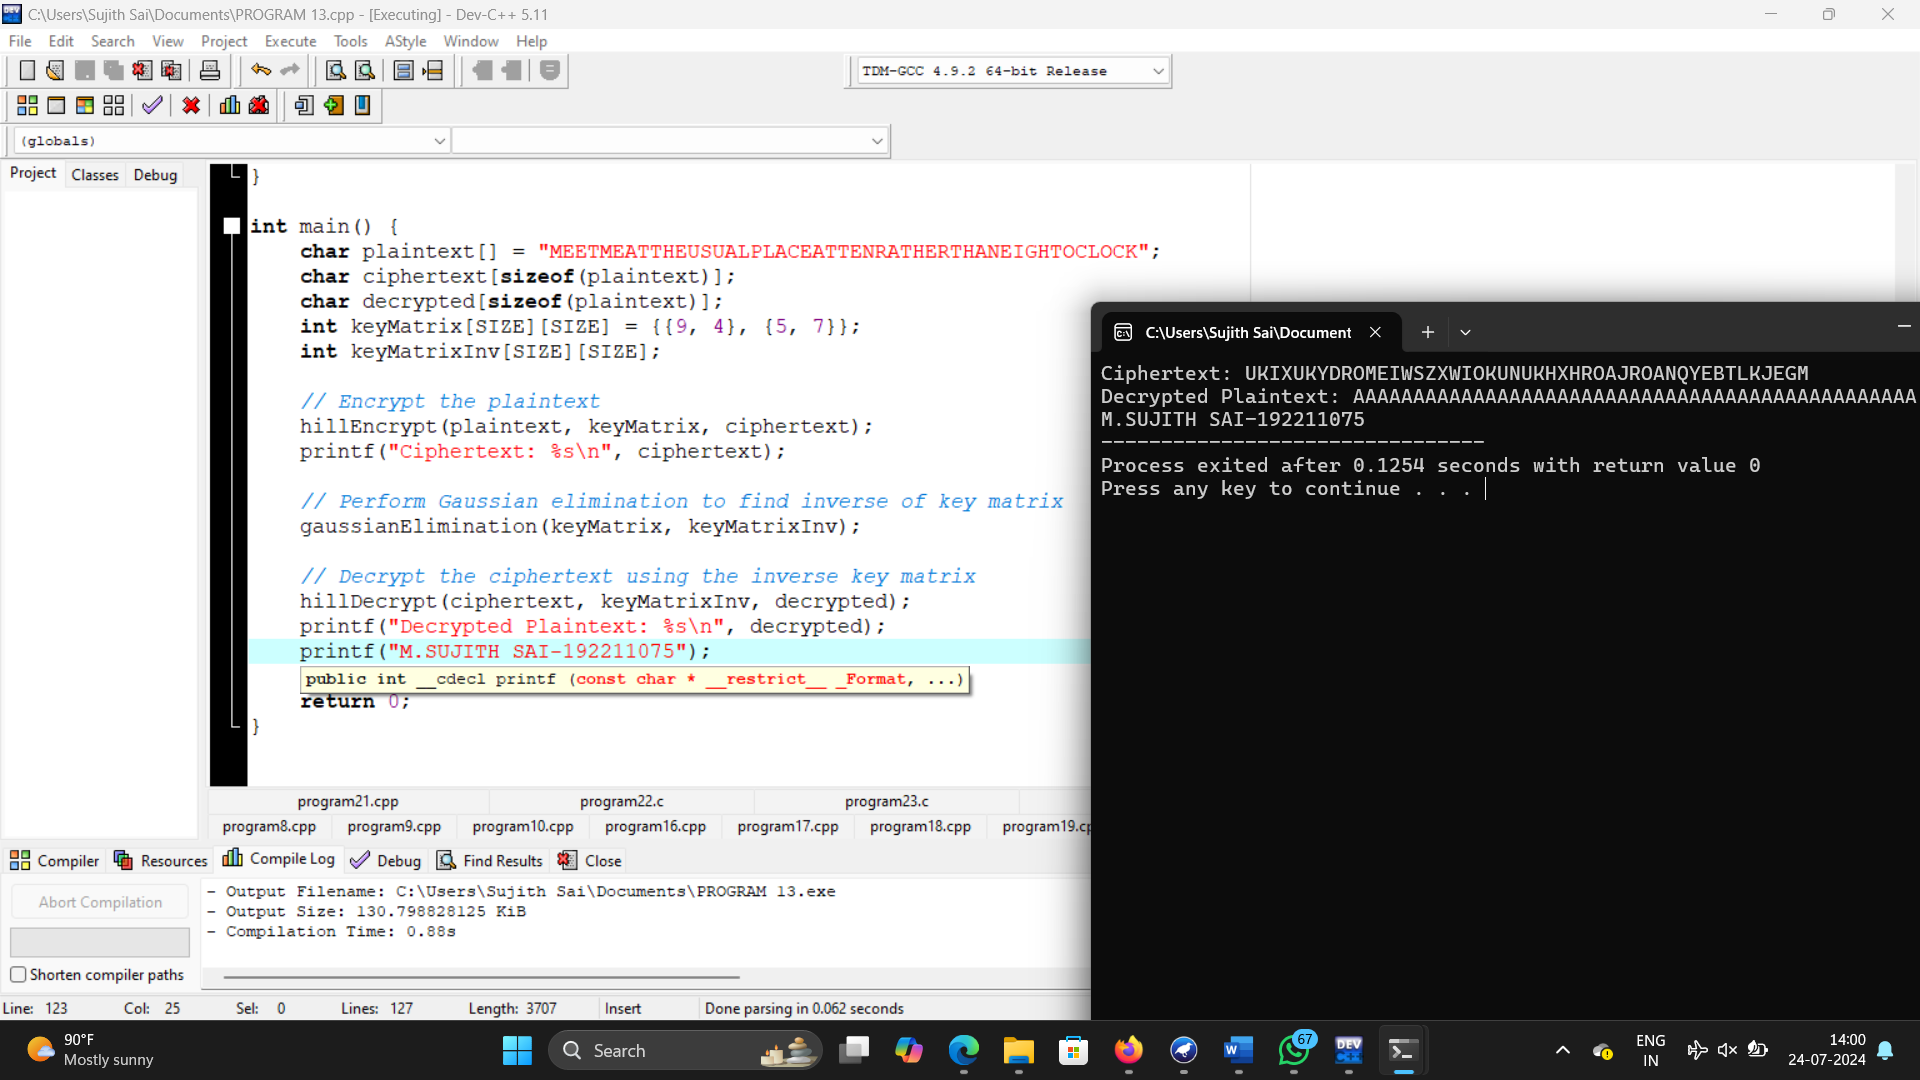 C:\Users\Sujith Sai\Documents\PROGRAM 13.cpp - [Executing] - Dev-C++ 5.11
File Edit Search View Project Execute Tools AStyle Window Help
TDM-GCC 4.9.2 64-bit Release
(globals)
Project Classes Debug
}
int main() {
char plaintext[] = "MEETMEATTHEUSUALPLACEATTENRATHERTHANEIGHTOCLOCK";
char ciphertext[sizeof(plaintext)];
char decrypted[sizeof(plaintext)];
int keyMatrix[SIZE][SIZE] = {{9, 4}, {5, 7}};
int keyMatrixInv[SIZE][SIZE];
// Encrypt the plaintext
hillEncrypt(plaintext, keyMatrix, ciphertext);
printf("Ciphertext: %s\n", ciphertext);
// Perform Gaussian elimination to find inverse of key matrix
gaussianElimination(keyMatrix, keyMatrixInv);
// Decrypt the ciphertext using the inverse key matrix
hillDecrypt(ciphertext, keyMatrixInv, decrypted);
printf("Decrypted Plaintext: %s\n", decrypted);
printf("M.SUJITH SAI-192211075");
public int __cdecl printf (const char * __restrict__ _Format, ...)
return 0;
}
C:\Users\Sujith Sai\Document
Ciphertext: UKIXUKYDROMEIWSZXWIOKUNUKHXHROAJROANQYEBTLKJEGM
Decrypted Plaintext: AAAAAAAAAAAAAAAAAAAAAAAAAAAAAAAAAAAAAAAAAAAAAAA
M.SUJITH SAI-192211075
--------------------------------
Process exited after 0.1254 seconds with return value 0
Press any key to continue . . .
program21.cpp program22.c program23.c
program8.cpp program9.cpp program10.cpp program16.cpp program17.cpp program18.cpp program19.cp
Compiler Resources Compile Log Debug Find Results Close
Abort Compilation
Shorten compiler paths
- Output Filename: C:\Users\Sujith Sai\Documents\PROGRAM 13.exe
- Output Size: 130.798828125 KiB
- Compilation Time: 0.88s
Line: 123 Col: 25 Sel: 0 Lines: 127 Length: 3707 Insert Done parsing in 0.062 seconds
90°F
Mostly sunny
Search
67
DEV
ENG
IN
14:00
24-07-2024